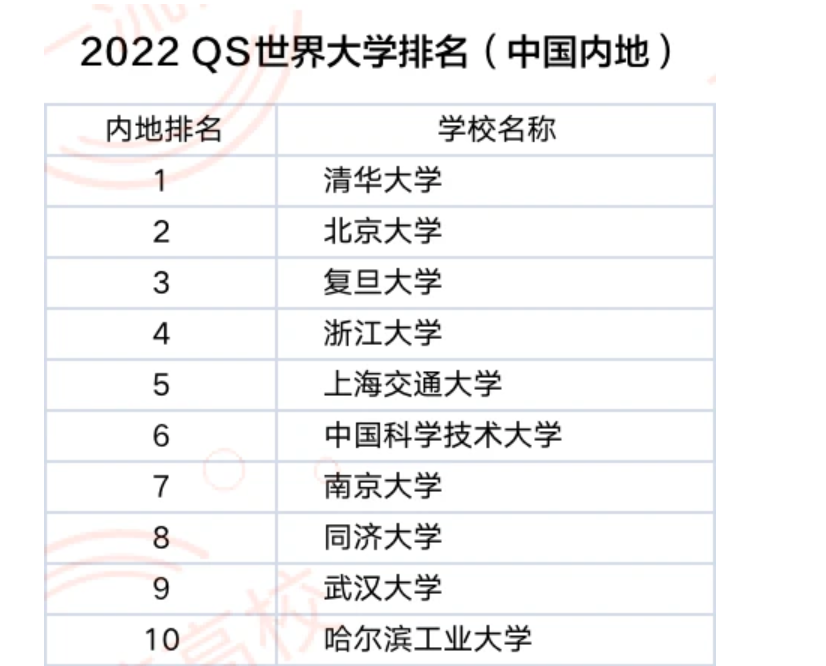 2022 QS世界大学排名（中国内地）
内地排名 学校名称
1 清华大学
2 北京大学
3 复旦大学
4 浙江大学
5 上海交通大学
6 中国科学技术大学
7 南京大学
8 同济大学
9 武汉大学
10 哈尔滨工业大学